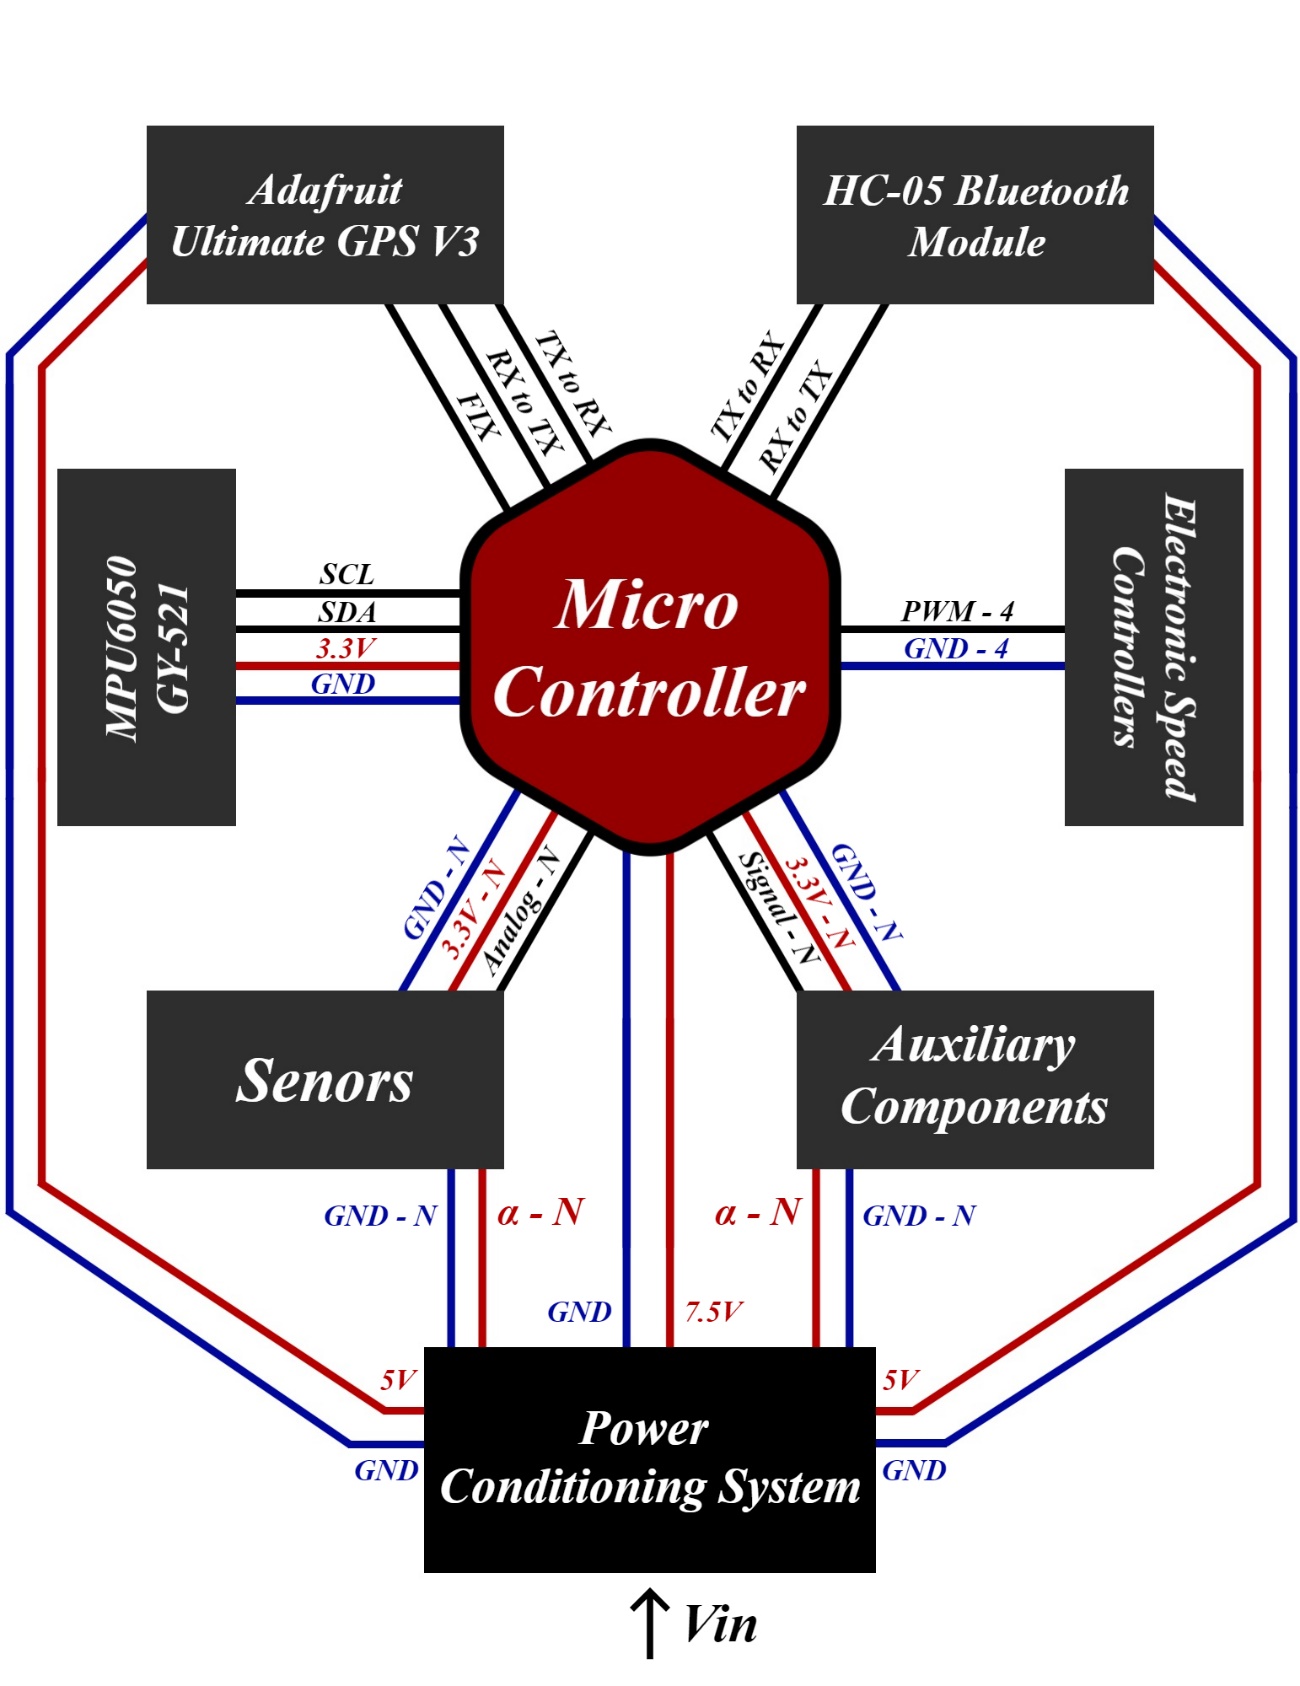 Adafruit
Ultimate GPS V3
HC-05 Bluetooth
Module
FIX
RX to TX
TX to RX
TX to RX
RX to TX
MPU6050
GY-521
SCL
SDA
3.3V
GND
Micro
Controller
PWM - 4
GND - 4
Electronic Speed
Controllers
GND - N
3.3V - N
Analog - N
Signal - N
3.3V - N
GND - N
Senors
Auxiliary
Components
GND - N
α - N
α - N
GND - N
GND
7.5V
5V
GND
5V
GND
Power
Conditioning System
Vin